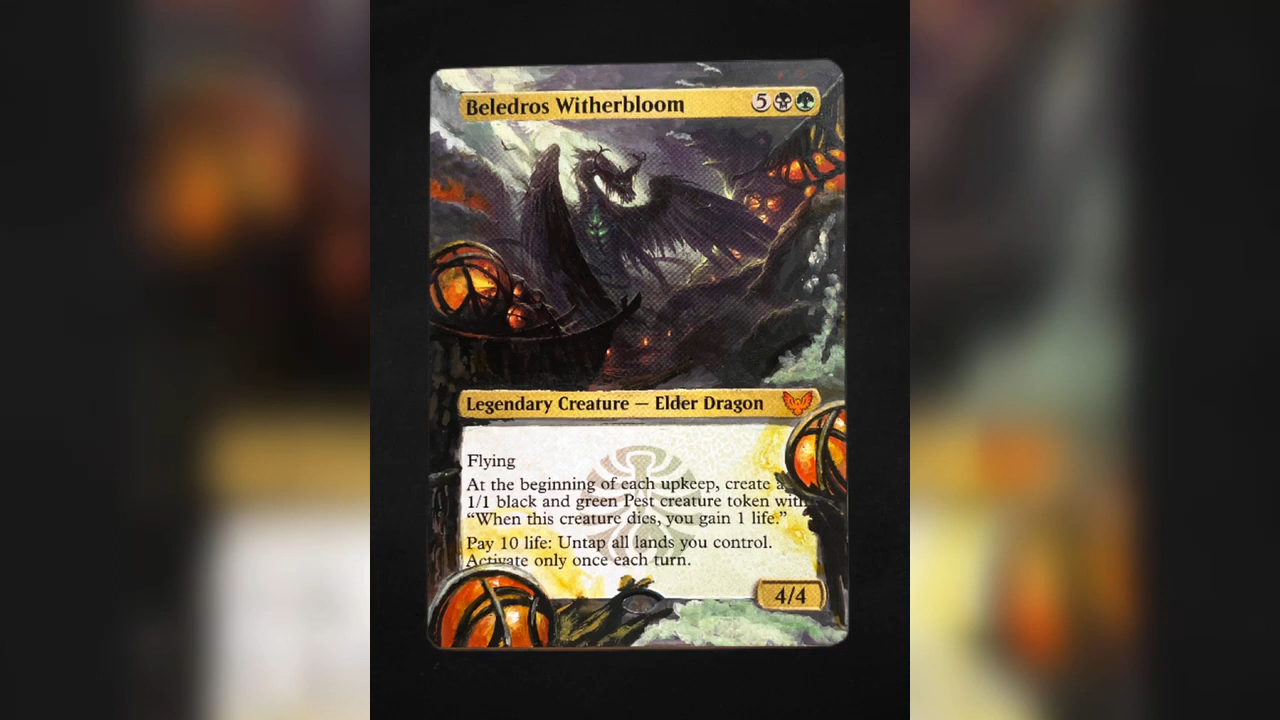 Beledros Witherbloom 5
Legendary Creature — Elder Dragon
Flying
At the beginning of each upkeep, create a
1/1 black and green Pest creature token with
“When this creature dies, you gain 1 life.”
Pay 10 life: Untap all lands you control.
Activate only once each turn.
4/4